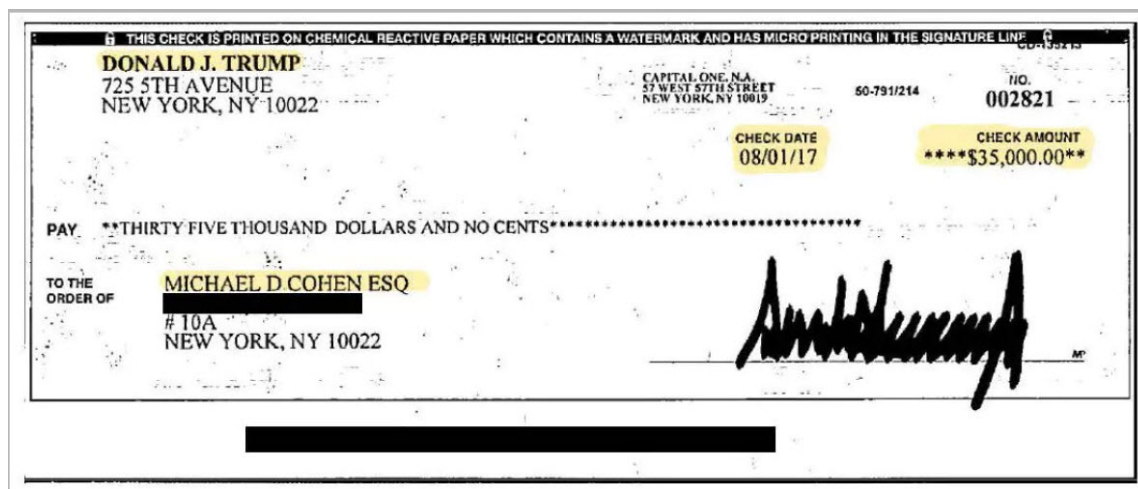 THIS CHECK IS PRINTED ON CHEMICAL REACTIVE PAPER WHICH CONTAINS A WATERMARK AND HAS MICRO PRINTING IN THE SIGNATURE LINE
CD-135213
DONALD J. TRUMP
725 5TH AVENUE
NEW YORK, NY 10022
CAPITAL ONE, N.A.
57 WEST 57TH STREET
NEW YORK, NY 10019
50-791/214
NO.
002821
CHECK DATE
08/01/17
CHECK AMOUNT
****$35,000.00**
PAY **THIRTY FIVE THOUSAND DOLLARS AND NO CENTS***********************************
TO THE
ORDER OF
MICHAEL D COHEN ESQ
# 10A
NEW YORK, NY 10022
MP